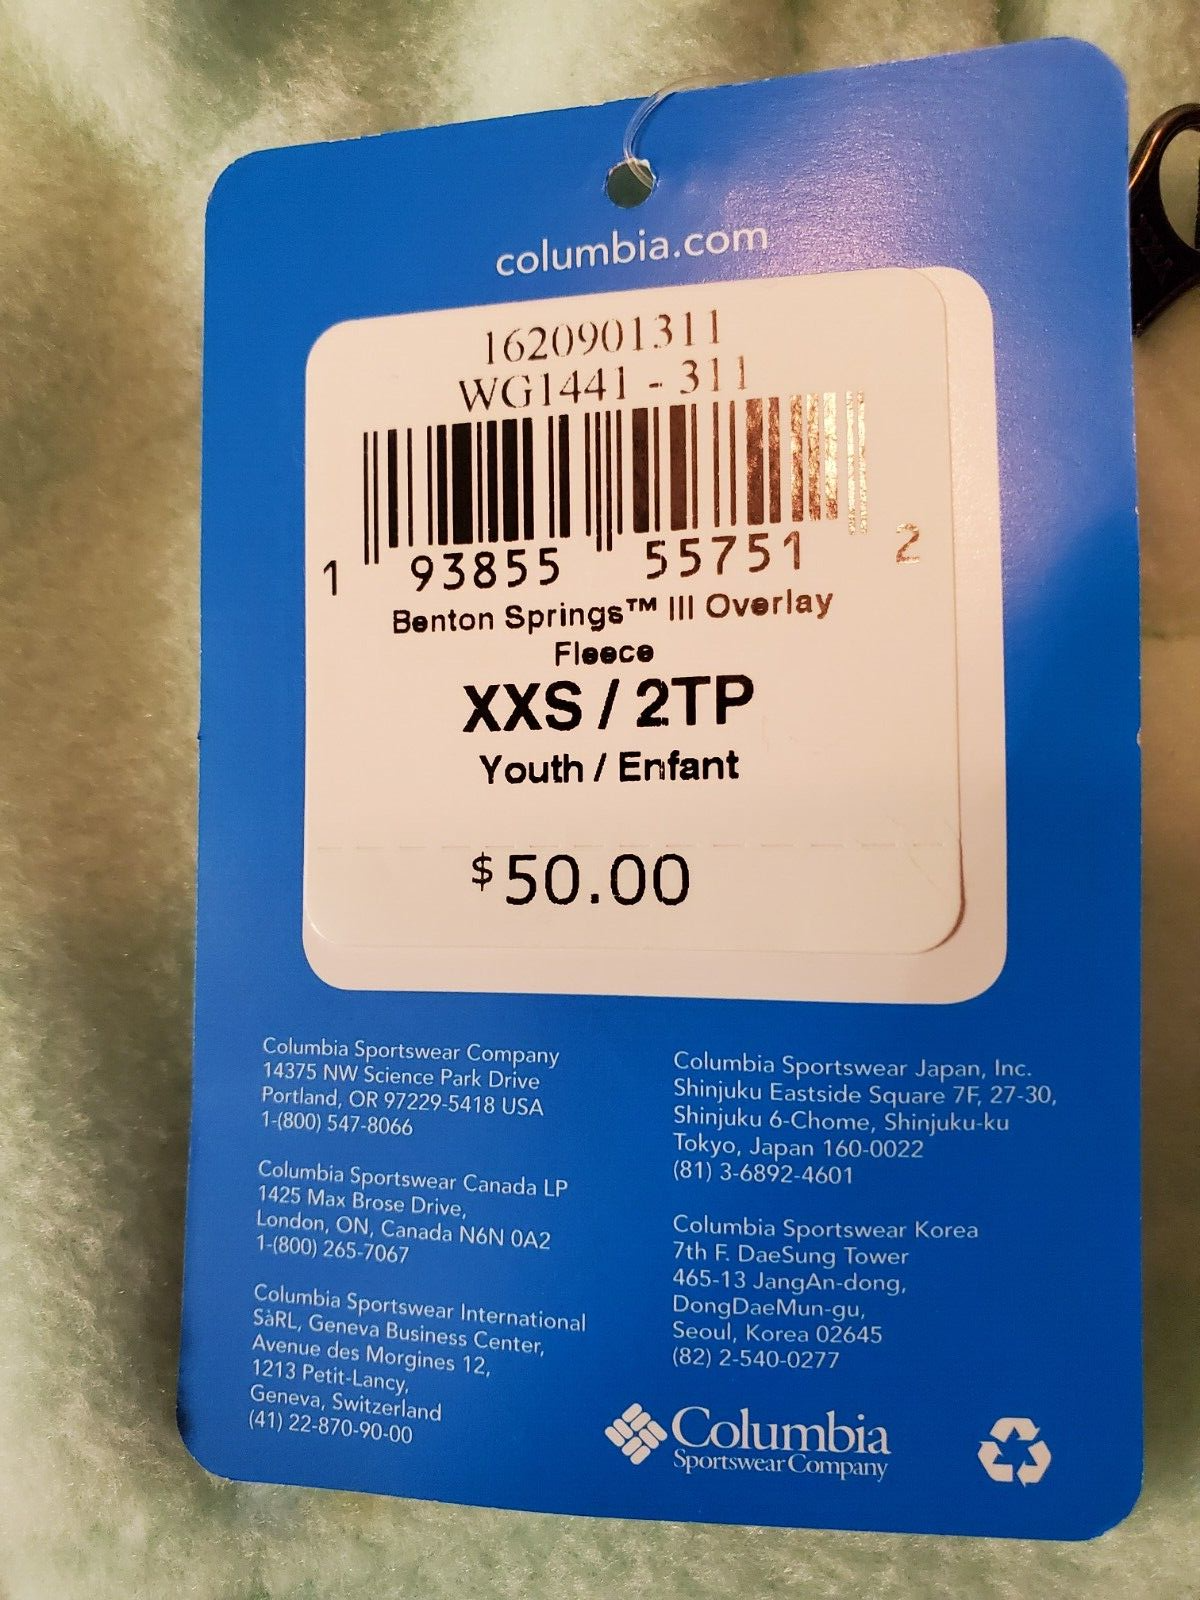 columbia.com
1620901311
WG1441 - 311
1 93855 55751 2
Benton Springs™ III Overlay
Fleece
XXS / 2TP
Youth / Enfant
$50.00
Columbia Sportswear Company
14375 NW Science Park Drive
Portland, OR 97229-5418 USA
1-(800) 547-8066
Columbia Sportswear Canada LP
1425 Max Brose Drive,
London, ON, Canada N6N 0A2
1-(800) 265-7067
Columbia Sportswear International
SàRL, Geneva Business Center,
Avenue des Morgines 12,
1213 Petit-Lancy,
Geneva, Switzerland
(41) 22-870-90-00
Columbia Sportswear Japan, Inc.
Shinjuku Eastside Square 7F, 27-30,
Shinjuku 6-Chome, Shinjuku-ku
Tokyo, Japan 160-0022
(81) 3-6892-4601
Columbia Sportswear Korea
7th F. DaeSung Tower
465-13 JangAn-dong,
DongDaeMun-gu,
Seoul, Korea 02645
(82) 2-540-0277
Columbia
Sportswear Company